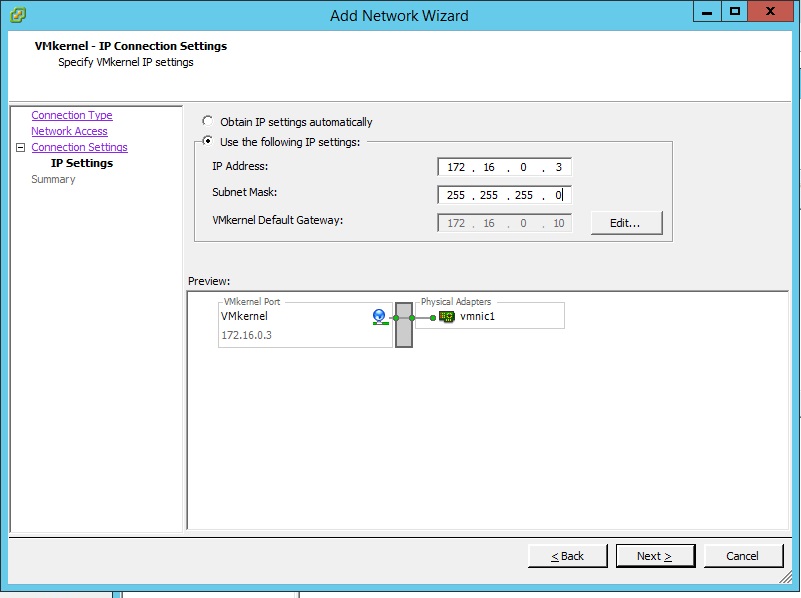 Add Network Wizard
VMkernel - IP Connection Settings
Specify VMkernel IP settings
Connection Type
Network Access
Connection Settings
IP Settings
Summary
Obtain IP settings automatically
Use the following IP settings:
IP Address: 172 . 16 . 0 . 3
Subnet Mask: 255 . 255 . 255 . 0
VMkernel Default Gateway: 172 . 16 . 0 . 10 Edit...
Preview:
VMkernel Port
VMkernel
172.16.0.3
Physical Adapters
vmnic1
< Back Next > Cancel